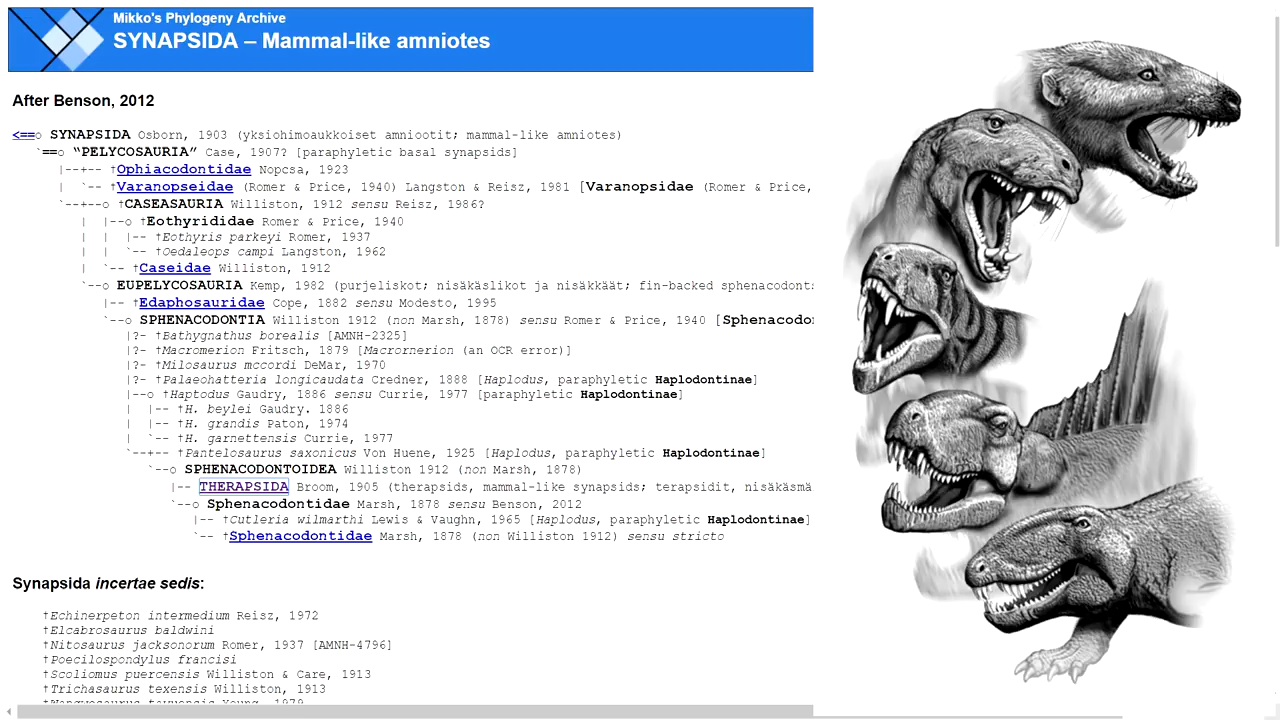 Mikko's Phylogeny Archive
SYNAPSIDA – Mammal-like amniotes
After Benson, 2012
<==o SYNAPSIDA Osborn, 1903 (yksiohimoaukkoiset amniootit; mammal-like amniotes)
`==o “PELYCOSAURIA” Case, 1907? [paraphyletic basal synapsids]
|--+-- †Ophiacodontidae Nopcsa, 1923
| `-- †Varanopseidae (Romer & Price, 1940) Langston & Reisz, 1981 [Varanopsidae (Romer & Price,
`--+--o †CASEASAURIA Williston, 1912 sensu Reisz, 1986?
| |--o †Eothyrididae Romer & Price, 1940
| | |-- †Eothyris parkeyi Romer, 1937
| | `-- †Oedaleops campi Langston, 1962
| `-- †Caseidae Williston, 1912
`--o EUPELYCOSAURIA Kemp, 1982 (purjeliskot; nisäkäslikot ja nisäkkäät; fin-backed sphenacodonts
|-- †Edaphosauridae Cope, 1882 sensu Modesto, 1995
`--o SPHENACODONTIA Williston 1912 (non Marsh, 1878) sensu Romer & Price, 1940 [Sphenacodon
|?- †Bathygnathus borealis [AMNH-2325]
|?- †Macromerion Fritsch, 1879 [Macrornerion (an OCR error)]
|?- †Milosaurus mccordi DeMar, 1970
|?- †Palaeohatteria longicaudata Credner, 1888 [Haplodus, paraphyletic Haplodontinae]
|--o †Haptodus Gaudry, 1886 sensu Currie, 1977 [paraphyletic Haplodontinae]
| |-- †H. beylei Gaudry. 1886
| |-- †H. grandis Paton, 1974
| `-- †H. garnettensis Currie, 1977
`--+-- †Pantelosaurus saxonicus Von Huene, 1925 [Haplodus, paraphyletic Haplodontinae]
`--o SPHENACODONTOIDEA Williston 1912 (non Marsh, 1878)
|-- THERAPSIDA Broom, 1905 (therapsids, mammal-like synapsids; terapsidit, nisäkäsmä
`--o Sphenacodontidae Marsh, 1878 sensu Benson, 2012
|-- †Cutleria wilmarthi Lewis & Vaughn, 1965 [Haplodus, paraphyletic Haplodontinae]
`-- †Sphenacodontidae Marsh, 1878 (non Williston 1912) sensu stricto
Synapsida incertae sedis:
†Echinerpeton intermedium Reisz, 1972
†Elcabrosaurus baldwini
†Nitosaurus jacksonorum Romer, 1937 [AMNH-4796]
†Poecilospondylus francisi
†Scoliomus puercensis Williston & Care, 1913
†Trichasaurus texensis Williston, 1913